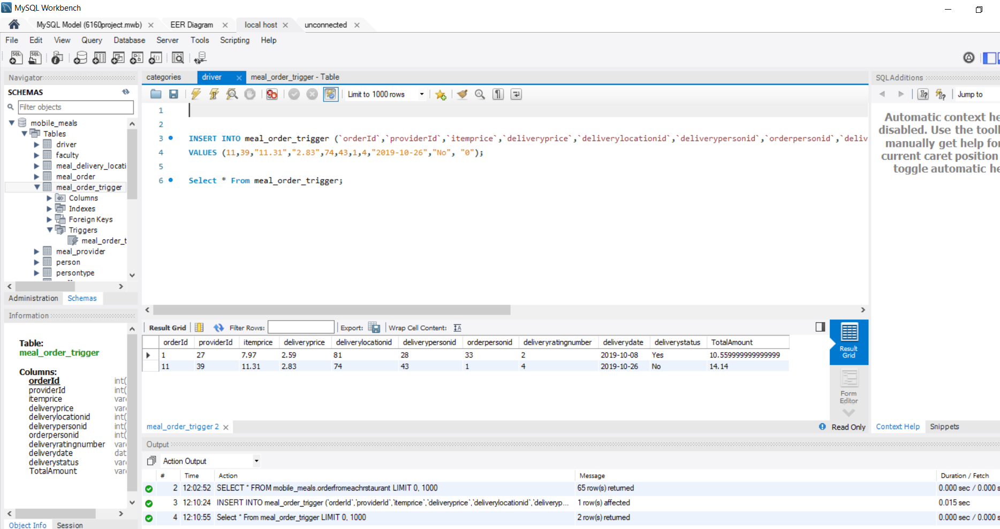 MySQL Workbench
MySQL Model (6160project.mwb) EER Diagram local host unconnected
File Edit View Query Database Server Tools Scripting Help
Navigator
SCHEMAS
Filter objects
mobile_meals
Tables
driver
faculty
meal_delivery_locati
meal_order
meal_order_trigger
Columns
Indexes
Foreign Keys
Triggers
meal_order_t
meal_provider
person
persontype
Administration Schemas
Information
Table:
meal_order_trigger
Columns:
orderId int(
providerId int(
itemprice var
deliveryprice var
deliverylocationid int(
deliverypersonid int(
orderpersonid int(
deliveryratingnumber var
deliverydate dat
deliverystatus var
TotalAmount var
Object Info Session
categories driver meal_order_trigger - Table
Limit to 1000 rows
1
2
3 INSERT INTO meal_order_trigger (`orderId`,`providerId`,`itemprice`,`deliveryprice`,`deliverylocationid`,`deliverypersonid`,`orderpersonid`,`deliv
4 VALUES (11,39,"11.31","2.83",74,43,1,4,"2019-10-26","No", "0");
5
6 Select * From meal_order_trigger;
Result Grid Filter Rows: Export: Wrap Cell Content:
orderId providerId itemprice deliveryprice deliverylocationid deliverypersonid orderpersonid deliveryratingnumber deliverydate deliverystatus TotalAmount
1 27 7.97 2.59 81 28 33 2 2019-10-08 Yes 10.559999999999999
11 39 11.31 2.83 74 43 1 4 2019-10-26 No 14.14
Result
Grid
Form
Editor
meal_order_trigger 2 Read Only
SQLAdditions
Jump to
Automatic context he
disabled. Use the tool
manually get help for
current caret position
toggle automatic he
Context Help Snippets
Output
Action Output
# Time Action Message Duration / Fetch
2 12:02:52 SELECT * FROM mobile_meals.orderfromeachrstaurant LIMIT 0, 1000 65 row(s) returned 0.000 sec / 0.000 s
3 12:10:24 INSERT INTO meal_order_trigger (`orderId`,`providerId`,`itemprice`,`deliveryprice`,`deliverylocationid`,`deliveryp... 1 row(s) affected 0.015 sec
4 12:10:55 Select * From meal_order_trigger LIMIT 0, 1000 2 row(s) returned 0.000 sec / 0.000 s